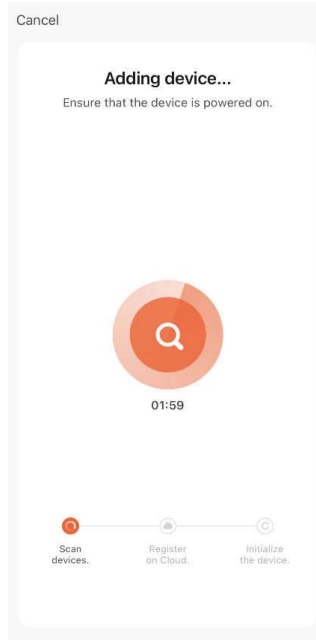 Cancel
Adding device...
Ensure that the device is powered on.
01:59
Scan
devices.
Register
on Cloud.
Initialize
the device.